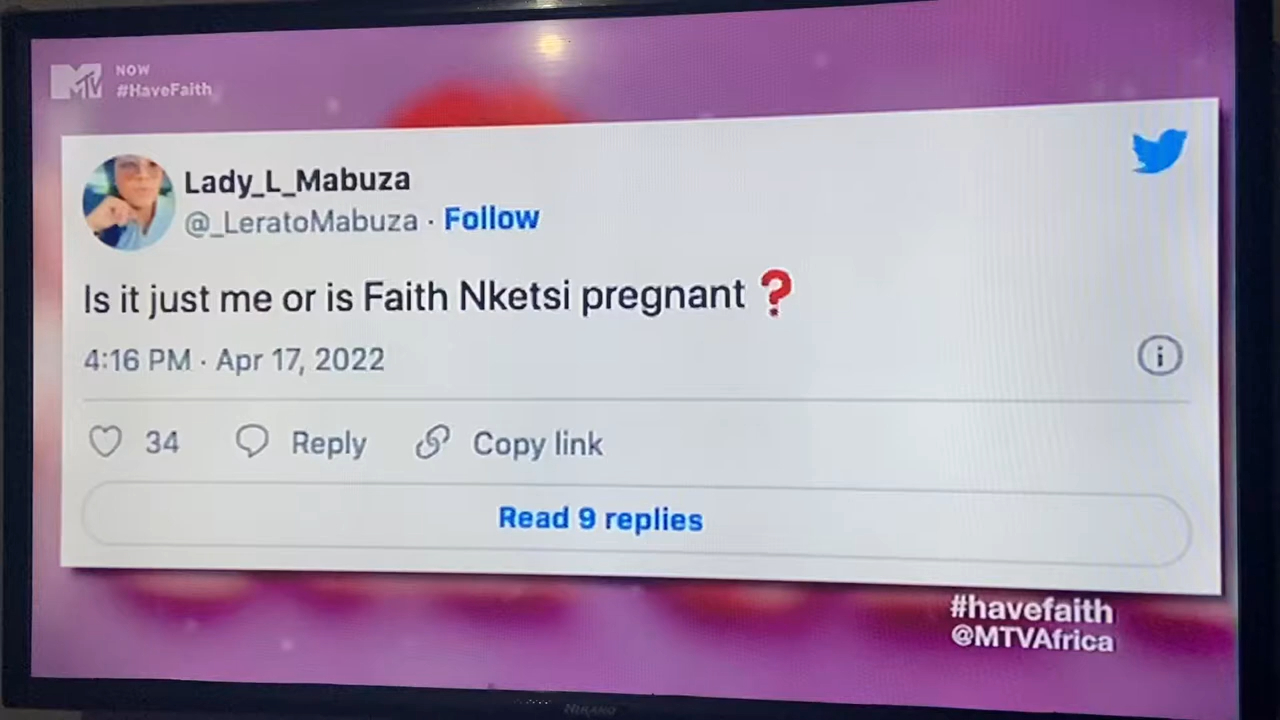 MTV
NOW
#HaveFaith
Lady_L_Mabuza
@_LeratoMabuza · Follow
Is it just me or is Faith Nketsi pregnant ❓
4:16 PM · Apr 17, 2022
34 Reply Copy link
Read 9 replies
#havefaith
@MTVAfrica